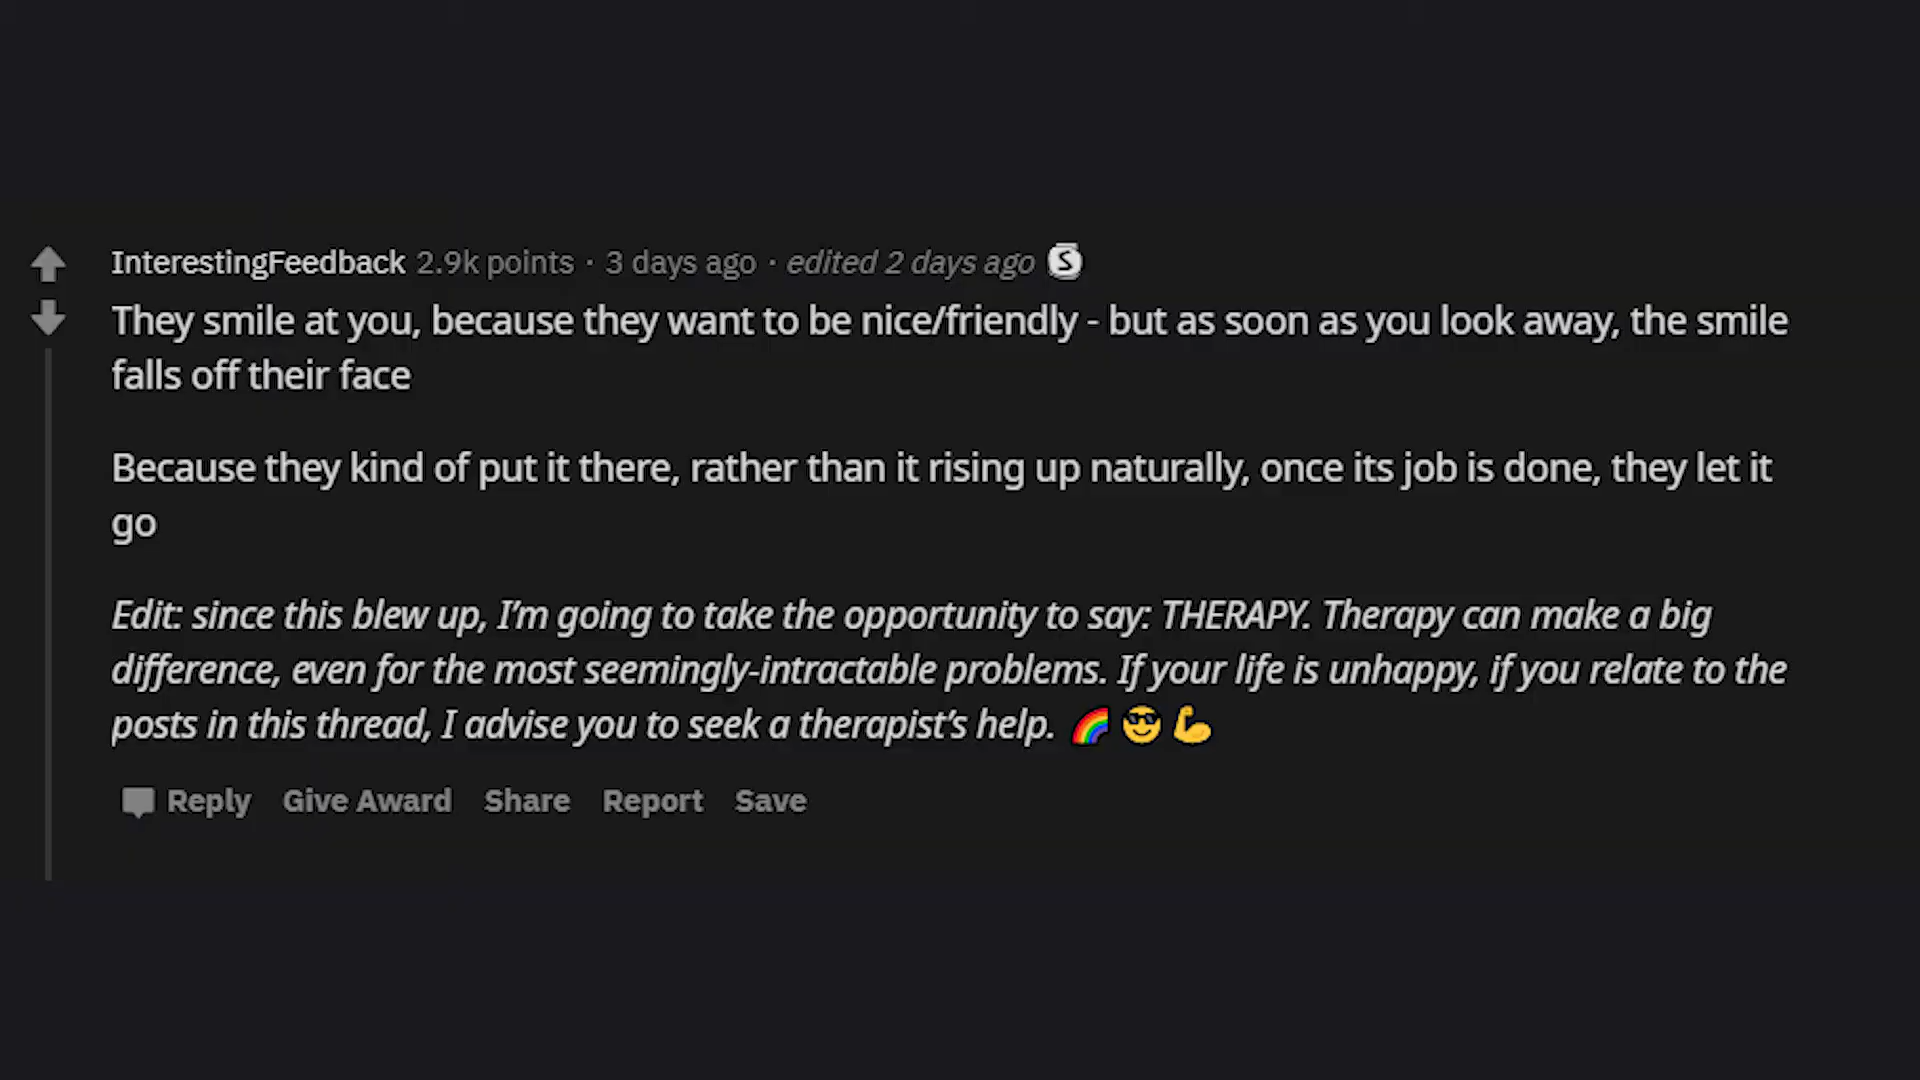 InterestingFeedback 2.9k points · 3 days ago · edited 2 days ago S
They smile at you, because they want to be nice/friendly - but as soon as you look away, the smile
falls off their face
Because they kind of put it there, rather than it rising up naturally, once its job is done, they let it
go
Edit: since this blew up, I’m going to take the opportunity to say: THERAPY. Therapy can make a big
difference, even for the most seemingly-intractable problems. If your life is unhappy, if you relate to the
posts in this thread, I advise you to seek a therapist’s help. 🌈 😎 💪
Reply Give Award Share Report Save